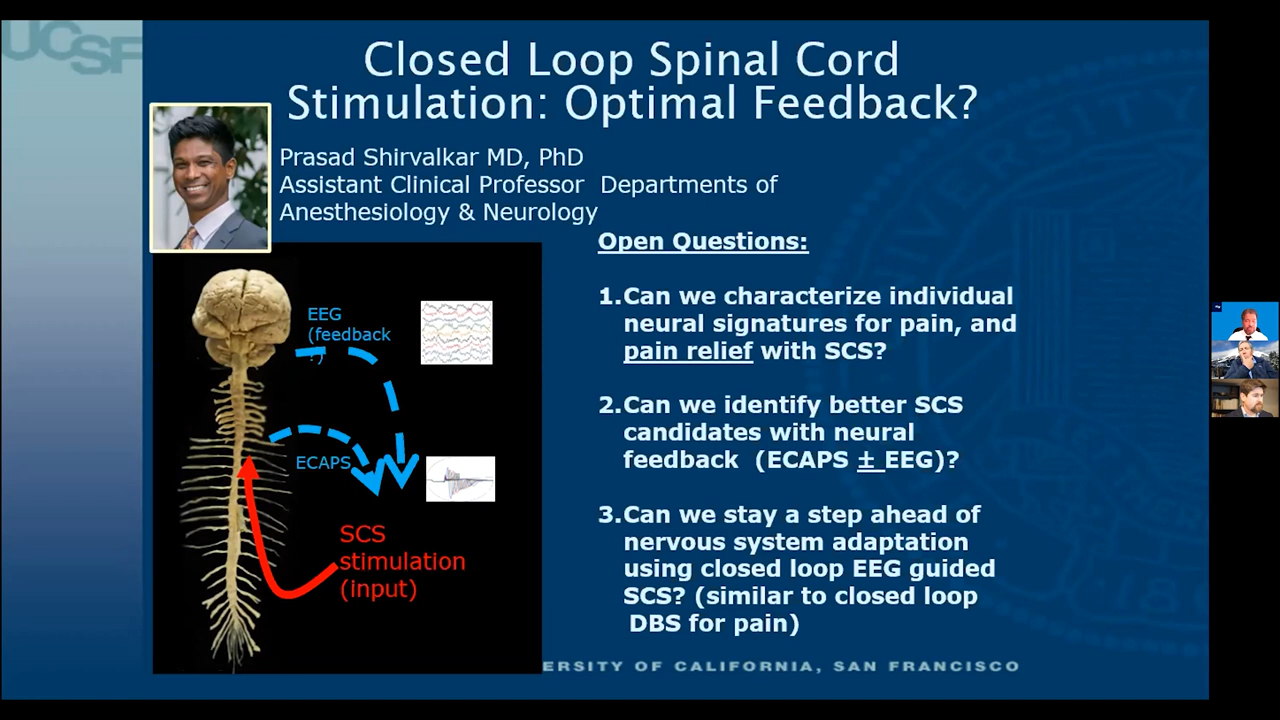 UCSF
Closed Loop Spinal Cord
Stimulation: Optimal Feedback?
Prasad Shirvalkar MD, PhD
Assistant Clinical Professor  Departments of
Anesthesiology & Neurology
EEG
(feedback
?)
ECAPS
SCS
stimulation
(input)
Open Questions:
1.Can we characterize individual
neural signatures for pain, and
pain relief with SCS?
2.Can we identify better SCS
candidates with neural
feedback  (ECAPS ± EEG)?
3.Can we stay a step ahead of
nervous system adaptation
using closed loop EEG guided
SCS? (similar to closed loop
DBS for pain)
ERSITY OF CALIFORNIA, SAN FRANCISCO